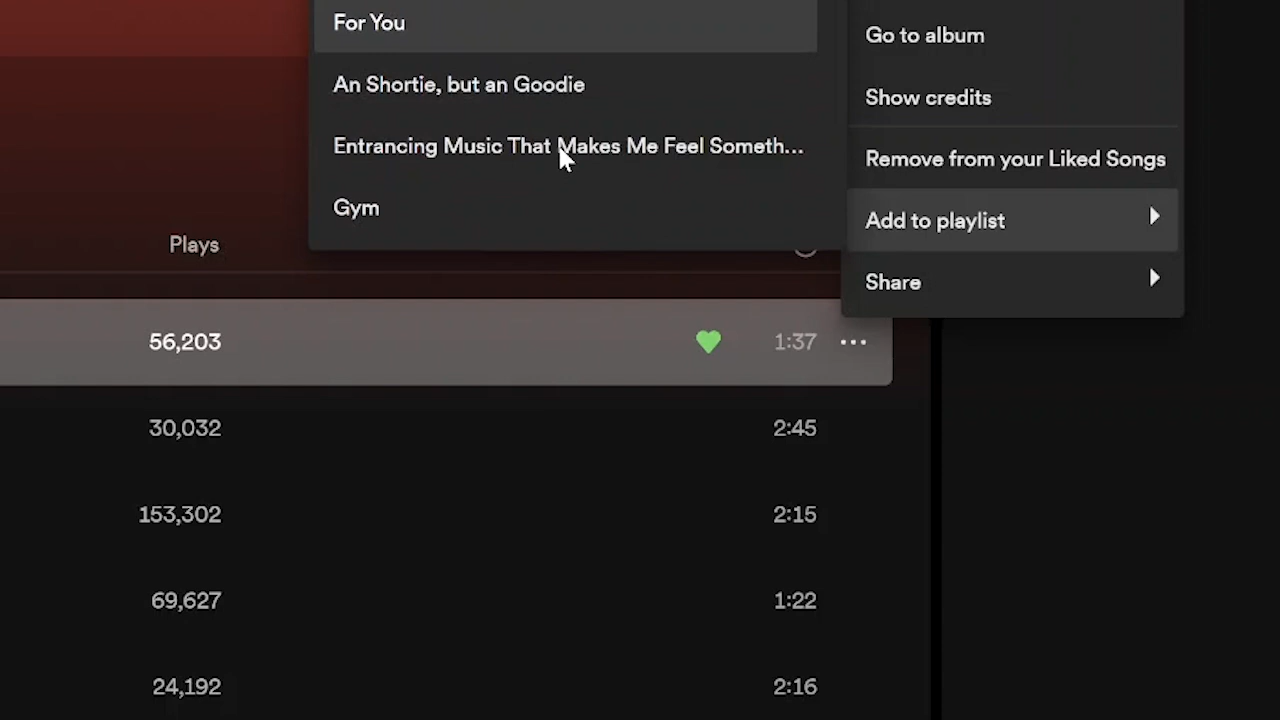 For You
An Shortie, but an Goodie
Entrancing Music That Makes Me Feel Someth...
Gym
Go to album
Show credits
Remove from your Liked Songs
Add to playlist
Share
Plays
56,203 1:37
30,032 2:45
153,302 2:15
69,627 1:22
24,192 2:16